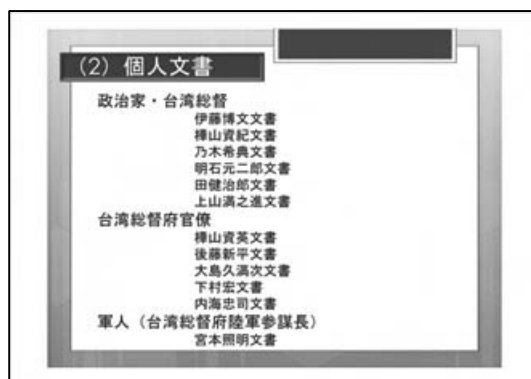 (2) 個人文書
政治家・台湾総督
伊藤博文文書
樺山資紀文書
乃木希典文書
明石元二郎文書
田健治郎文書
上山満之進文書
台湾総督府官僚
樺山資英文書
後藤新平文書
大島久満次文書
下村宏文書
内海忠司文書
軍人（台湾総督府陸軍参謀長）
宮本照明文書